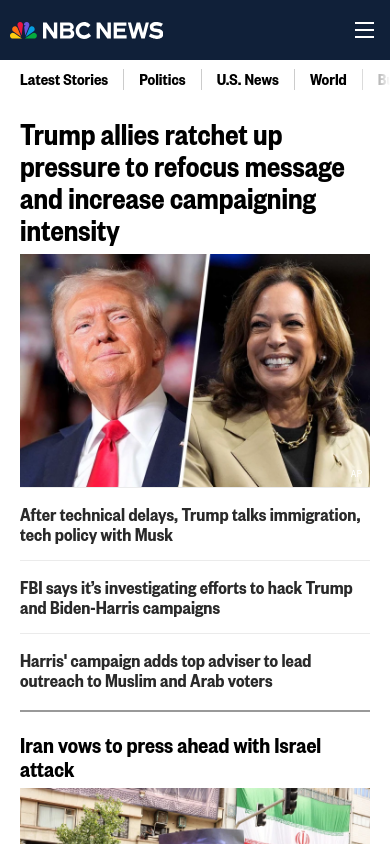 NBC NEWS
Latest Stories
Politics
U.S. News
World
Trump allies ratchet up
pressure to refocus message
and increase campaigning
intensity
After technical delays, Trump talks immigration,
tech policy with Musk
FBI says it’s investigating efforts to hack Trump
and Biden-Harris campaigns
Harris' campaign adds top adviser to lead
outreach to Muslim and Arab voters
Iran vows to press ahead with Israel
attack